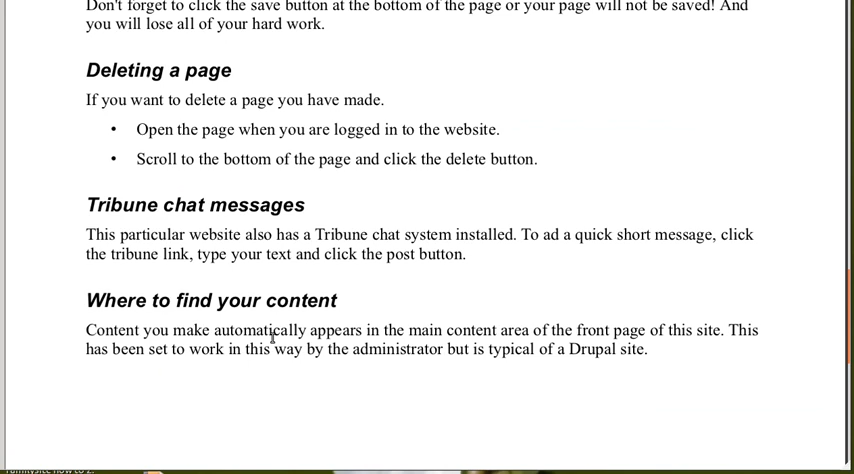 Don't forget to click the save button at the bottom of the page or your page will not be saved! And
you will lose all of your hard work.
Deleting a page
If you want to delete a page you have made.
• Open the page when you are logged in to the website.
• Scroll to the bottom of the page and click the delete button.
Tribune chat messages
This particular website also has a Tribune chat system installed. To ad a quick short message, click
the tribune link, type your text and click the post button.
Where to find your content
Content you make automatically appears in the main content area of the front page of this site. This
has been set to work in this way by the administrator but is typical of a Drupal site.